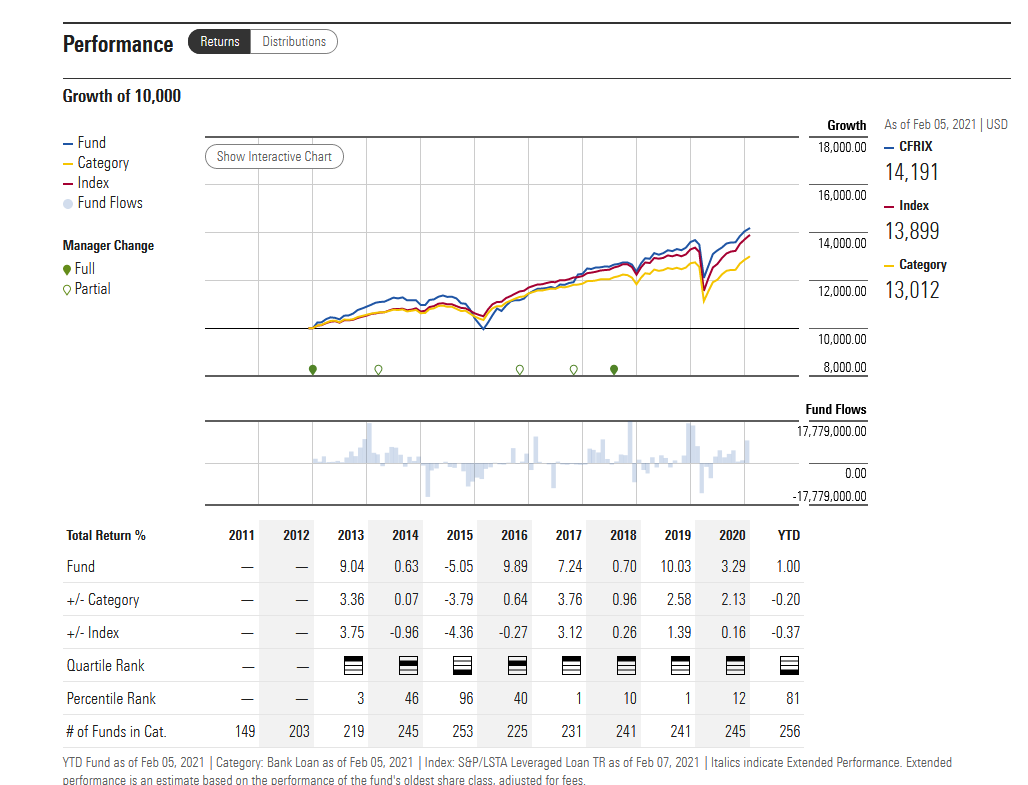 Performance Returns Distributions
Growth of 10,000
Fund
Category
Index
Fund Flows
Manager Change
Full
Partial
Show Interactive Chart
Growth
18,000.00
16,000.00
14,000.00
12,000.00
10,000.00
8,000.00
As of Feb 05, 2021 | USD
CFRIX
14,191
Index
13,899
Category
13,012
Fund Flows
17,779,000.00
0.00
-17,779,000.00
Total Return % 2011 2012 2013 2014 2015 2016 2017 2018 2019 2020 YTD
Fund — — 9.04 0.63 -5.05 9.89 7.24 0.70 10.03 3.29 1.00
+/- Category — — 3.36 0.07 -3.79 0.64 3.76 0.96 2.58 2.13 -0.20
+/- Index — — 3.75 -0.96 -4.36 -0.27 3.12 0.26 1.39 0.16 -0.37
Quartile Rank — —
Percentile Rank — — 3 46 96 40 1 10 1 12 81
# of Funds in Cat. 149 203 219 245 253 225 231 241 241 245 256
YTD Fund as of Feb 05, 2021 | Category: Bank Loan as of Feb 05, 2021 | Index: S&P/LSTA Leveraged Loan TR as of Feb 07, 2021 | Italics indicate Extended Performance. Extended
performance is an estimate based on the performance of the fund's oldest share class, adjusted for fees.